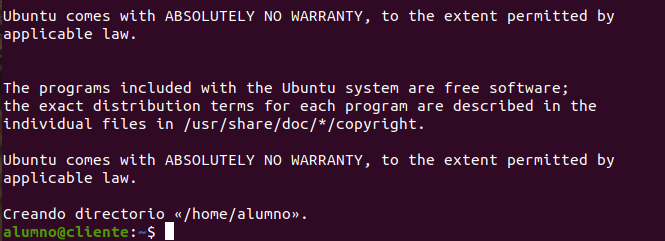 Ubuntu comes with ABSOLUTELY NO WARRANTY, to the extent permitted by
applicable law.
The programs included with the Ubuntu system are free software;
the exact distribution terms for each program are described in the
individual files in /usr/share/doc/*/copyright.
Ubuntu comes with ABSOLUTELY NO WARRANTY, to the extent permitted by
applicable law.
Creando directorio «/home/alumno».
alumno@cliente:~$